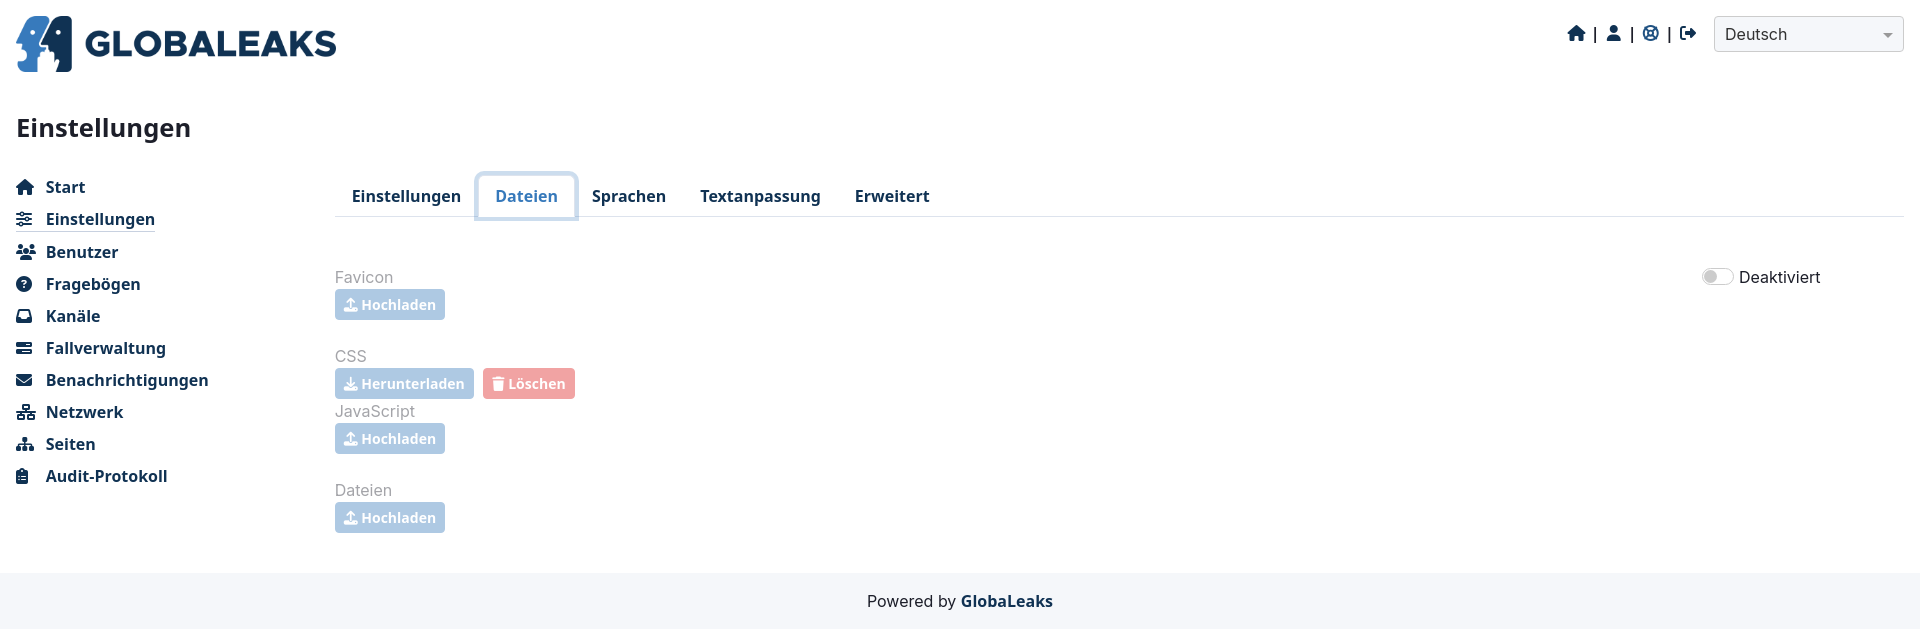 GLOBALEAKS
| | |
Deutsch
Einstellungen
Start
Einstellungen
Benutzer
Fragebögen
Kanäle
Fallverwaltung
Benachrichtigungen
Netzwerk
Seiten
Audit-Protokoll
Einstellungen Dateien Sprachen Textanpassung Erweitert
Favicon
Hochladen
Deaktiviert
CSS
Herunterladen Löschen
JavaScript
Hochladen
Dateien
Hochladen
Powered by GlobaLeaks